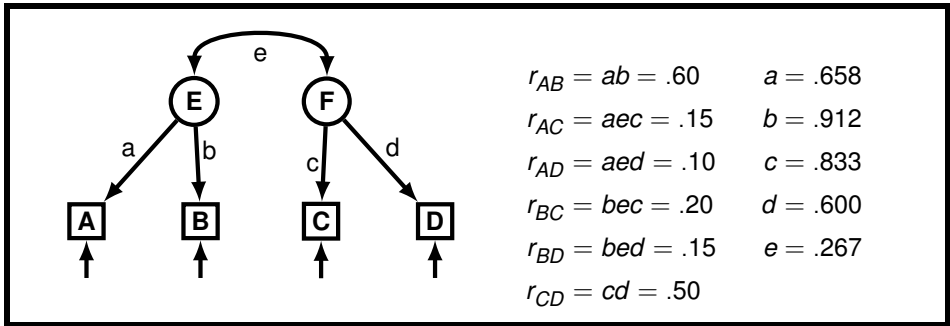 e
E F
a b c d
A B C D
r_AB = ab = .60 a = .658
r_AC = aec = .15 b = .912
r_AD = aed = .10 c = .833
r_BC = bec = .20 d = .600
r_BD = bed = .15 e = .267
r_CD = cd = .50